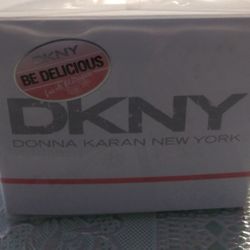 DKNY
BE DELICIOUS
DKNY
DONNA KARAN NEW YORK